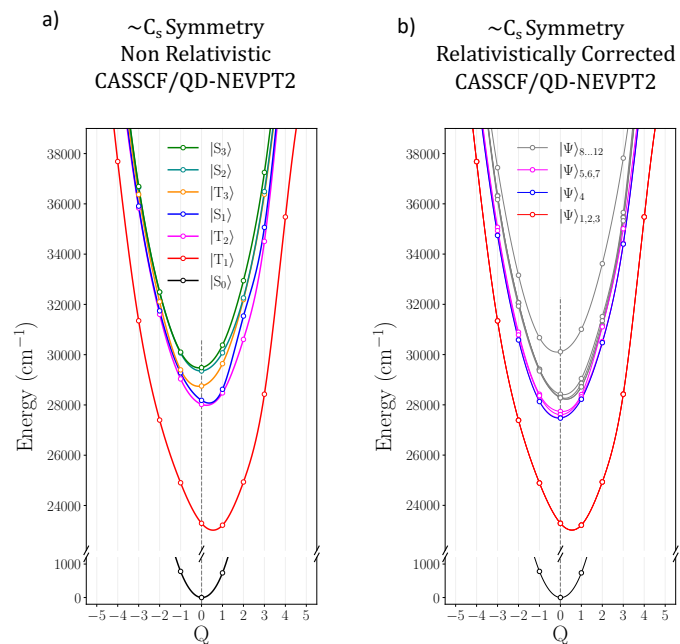 a)
~Cs Symmetry
Non Relativistic
CASSCF/QD-NEVPT2
38000
36000
34000
32000
30000
28000
26000
24000
1000
0
Energy (cm⁻¹)
|S₃⟩
|S₂⟩
|T₃⟩
|S₁⟩
|T₂⟩
|T₁⟩
|S₀⟩
−5 −4 −3 −2 −1 0 1 2 3 4 5
Q
b)
~Cs Symmetry
Relativistically Corrected
CASSCF/QD-NEVPT2
38000
36000
34000
32000
30000
28000
26000
24000
1000
0
Energy (cm⁻¹)
|Ψ⟩₈...₁₂
|Ψ⟩₅,₆,₇
|Ψ⟩₄
|Ψ⟩₁,₂,₃
−5 −4 −3 −2 −1 0 1 2 3 4 5
Q